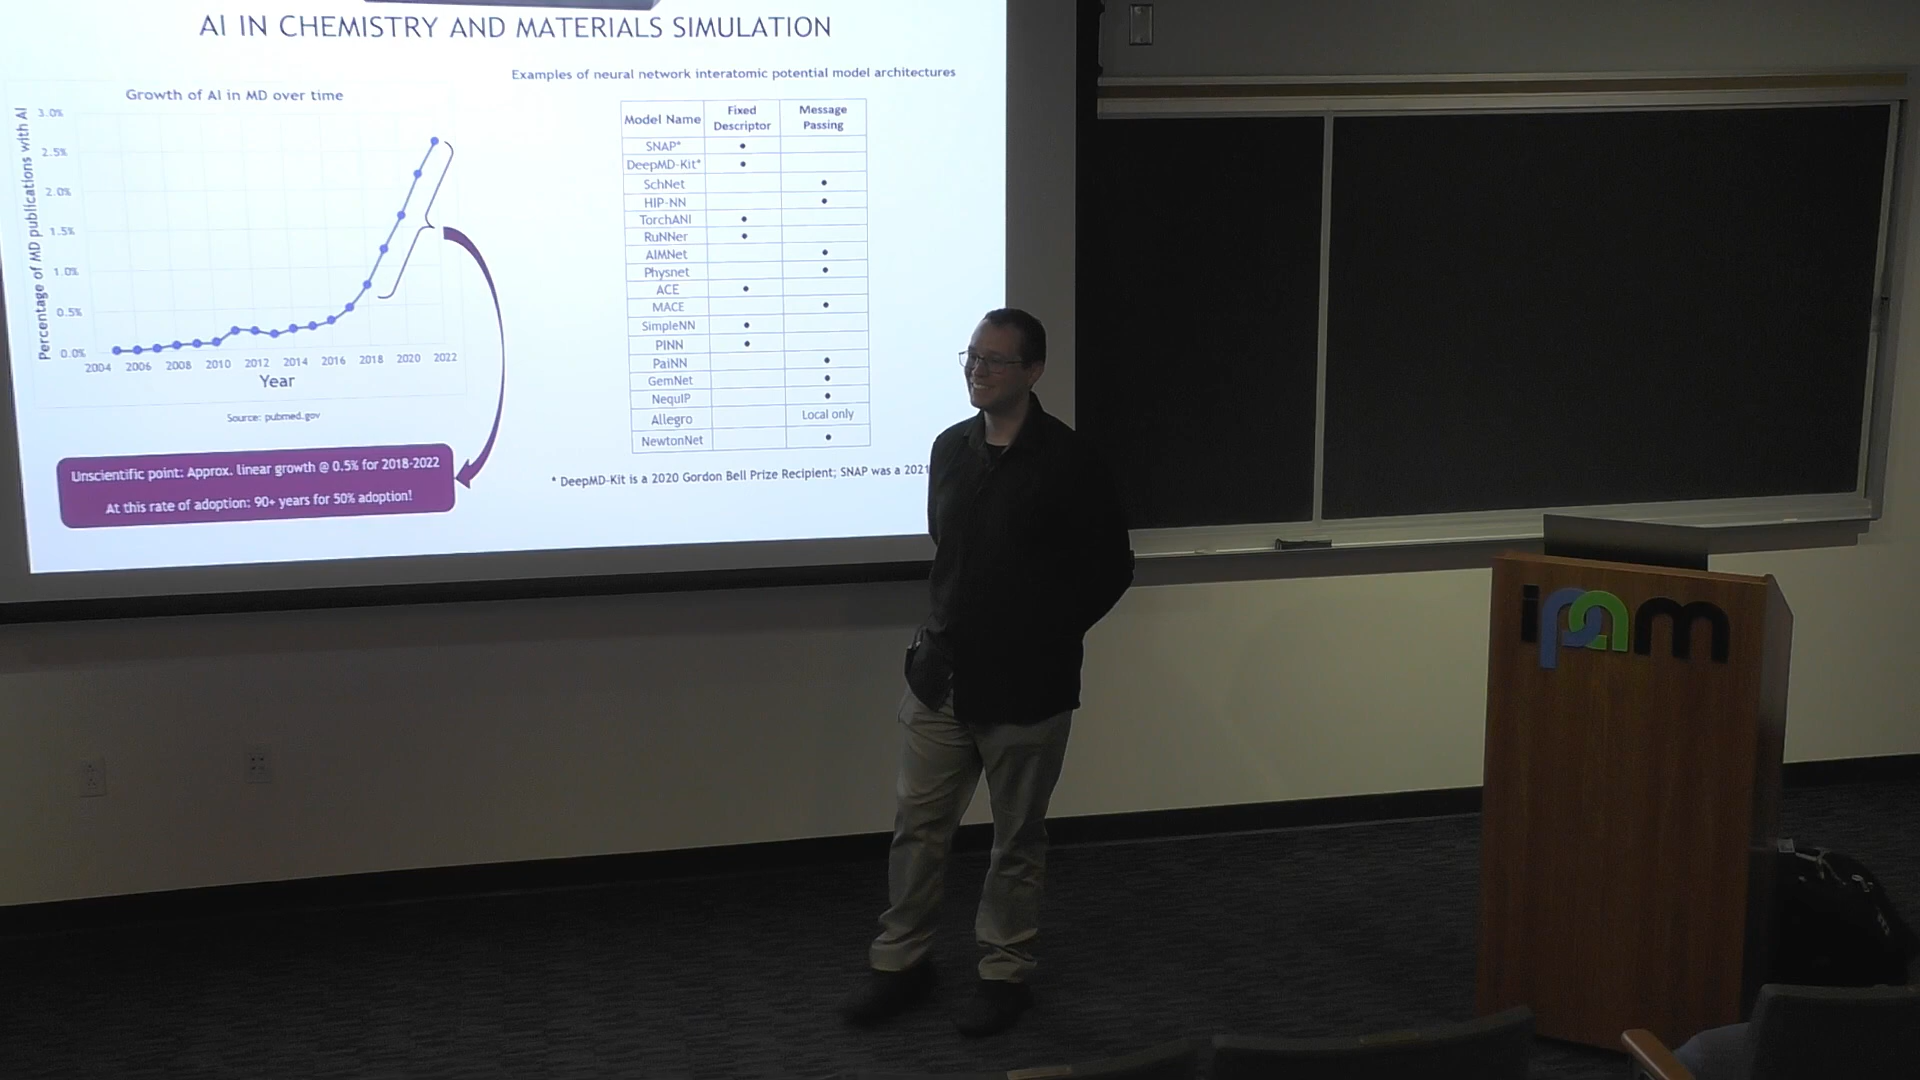 AI IN CHEMISTRY AND MATERIALS SIMULATION
Growth of AI in MD over time
Percentage of MD publications with AI
3.0%
2.5%
2.0%
1.5%
1.0%
0.5%
0.0%
2004 2006 2008 2010 2012 2014 2016 2018 2020 2022
Year
Source: pubmed.gov
Unscientific point: Approx. linear growth @ 0.5% for 2018-2022
At this rate of adoption: 90+ years for 50% adoption!
Examples of neural network interatomic potential model architectures
Model Name Fixed Descriptor Message Passing
SNAP* •
DeepMD-Kit* •
SchNet •
HIP-NN •
TorchANI •
RuNNer •
AIMNet •
Physnet •
ACE •
MACE •
SimpleNN •
PINN •
PaiNN •
GemNet •
NequIP •
Allegro Local only
NewtonNet •
* DeepMD-Kit is a 2020 Gordon Bell Prize Recipient; SNAP was a 2021
ipam